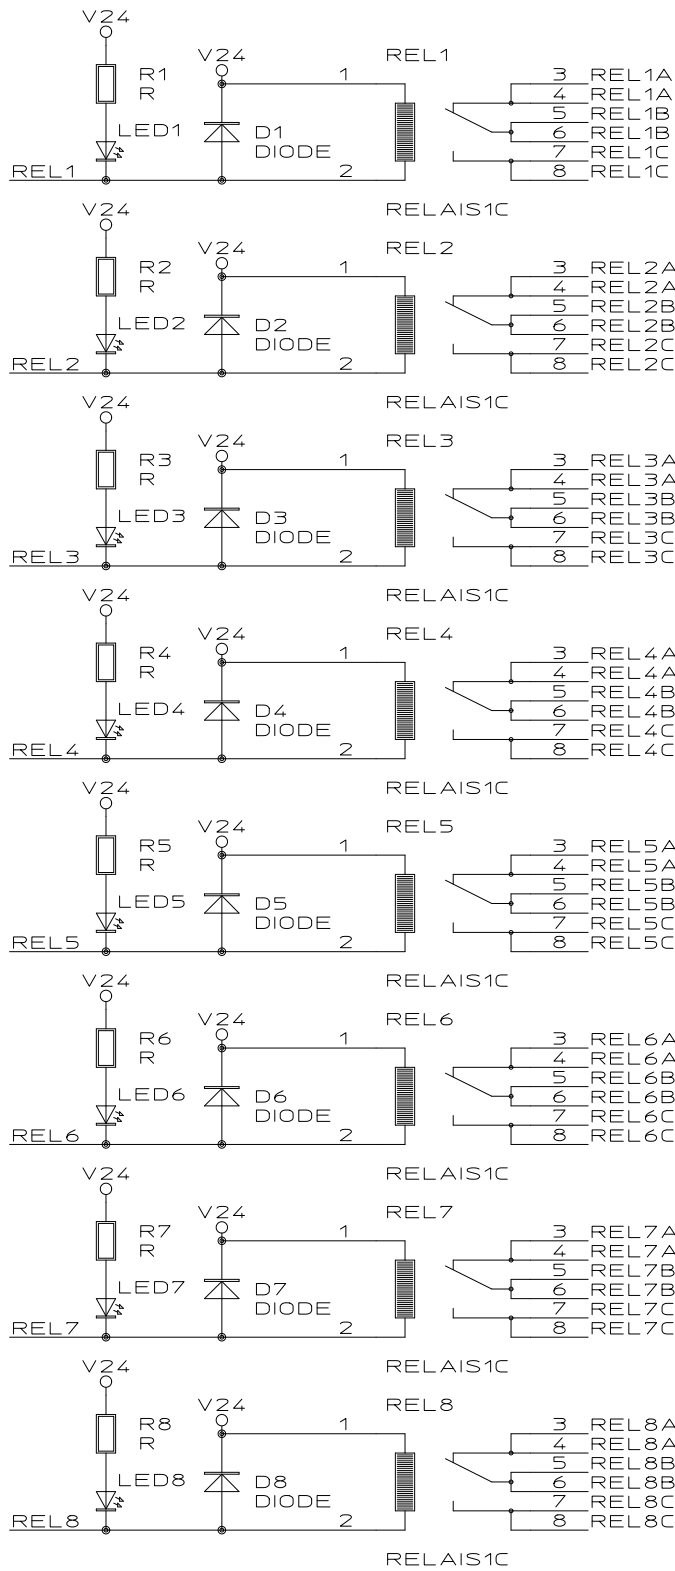 V24
V24 REL1
R1 1 3 REL1A
R 4 REL1A
5 REL1B
LED1 D1 6 REL1B
DIODE 7 REL1C
REL1 2 8 REL1C
V24 RELAIS1C
V24 REL2
R2 1 3 REL2A
R 4 REL2A
5 REL2B
LED2 D2 6 REL2B
DIODE 7 REL2C
REL2 2 8 REL2C
V24 RELAIS1C
V24 REL3
R3 1 3 REL3A
R 4 REL3A
5 REL3B
LED3 D3 6 REL3B
DIODE 7 REL3C
REL3 2 8 REL3C
V24 RELAIS1C
V24 REL4
R4 1 3 REL4A
R 4 REL4A
5 REL4B
LED4 D4 6 REL4B
DIODE 7 REL4C
REL4 2 8 REL4C
V24 RELAIS1C
V24 REL5
R5 1 3 REL5A
R 4 REL5A
5 REL5B
LED5 D5 6 REL5B
DIODE 7 REL5C
REL5 2 8 REL5C
V24 RELAIS1C
V24 REL6
R6 1 3 REL6A
R 4 REL6A
5 REL6B
LED6 D6 6 REL6B
DIODE 7 REL6C
REL6 2 8 REL6C
V24 RELAIS1C
V24 REL7
R7 1 3 REL7A
R 4 REL7A
5 REL7B
LED7 D7 6 REL7B
DIODE 7 REL7C
REL7 2 8 REL7C
V24 RELAIS1C
V24 REL8
R8 1 3 REL8A
R 4 REL8A
5 REL8B
LED8 D8 6 REL8B
DIODE 7 REL8C
REL8 2 8 REL8C
RELAIS1C